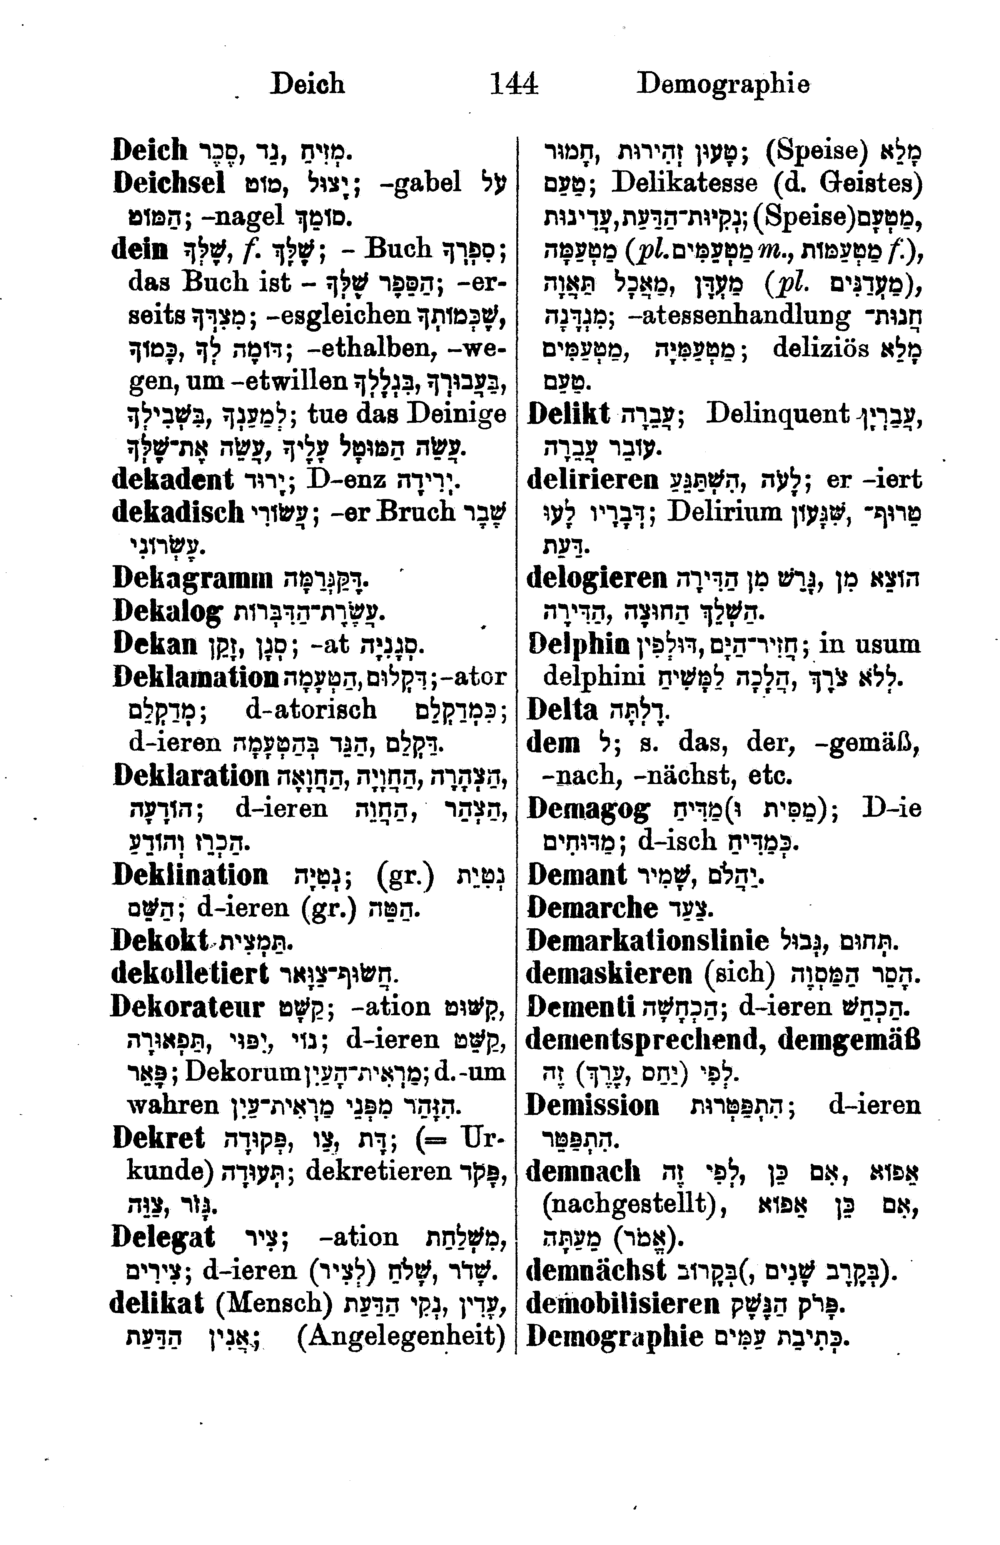 Deich 144 Demographie
Deich מְזִיחַ, גַּד, סֶכֶר.
Deichsel מוֹט, יָצוּל; -gabel עֹל
הַמּוֹט; -nagel סוֹמֵךְ.
dein שֶׁלְּךָ, f. שֶׁלָּךְ; - Buch סִפְרְךָ;
das Buch ist - הַסֵּפֶר שֶׁלְּךָ; -er-
seits מִצִּדְּךָ; -esgleichen שֶׁכְּמוֹתְךָ,
דּוֹמֶה לְךָ, כָּמוֹךָ; -ethalben, -we-
gen, um -etwillen בַּעֲבוּרְךָ, בִּגְלָלְךָ,
לְמַעַנְךָ, בִּשְׁבִילְךָ; tue das Deinige
עֲשֵׂה הַמּוּטָל עָלֶיךָ, עֲשֵׂה אֶת־שֶׁלְּךָ.
dekadent יָרוּד; D-enz יְרִידָה.
dekadisch עֲשׂוֹרִי; -er Bruch שֶׁבֶר
עֶשְׂרוֹנִי.
Dekagramm דֵּקַגְרַמָּה.
Dekalog עֲשֶׂרֶת־הַדִּבְּרוֹת.
Dekan סְגָן, זָקֵן; -at סְגָנִיָּה.
Deklamation דִּקְלוּם, הַטְעָמָה; -ator
מְדַקְלֵם; d-atorisch כִּמְדַקְלֵם;
d-ieren דַּקְלֵם, הַגֵּד בְּהַטְעָמָה.
Deklaration הַצְהָרָה, הַחְוָיָה, הַחְוָאָה,
הוֹדָעָה; d-ieren הַצְהֵר, הַחֲוֵה,
הַכְרֵז וְהוֹדַע.
Deklination נְטִיָּה; (gr.) נְטִיַּת
הַשֵּׁם; d-ieren (gr.) הַטֵּה.
Dekokt תַּמְצִית.
dekolletiert חֲשׂוּף־צַוָּאר.
Dekorateur קַשָּׁט; -ation קִשּׁוּט,
נוֹי, יִפּוּי, תִּפְאוּרָה; d-ieren קַשֵּׁט,
פָּאֵר; Dekorum מַרְאִית־הָעַיִן; d.-um
wahren הִזָּהֵר מִפְּנֵי מַרְאִית־עַיִן.
Dekret דָּת, צַו, פְּקוּדָה; (= Ur-
kunde) תְּעוּדָה; dekretieren פָּקֹד,
גָּזוֹר, צַוֵּה.
Delegat צִיר; -ation מִשְׁלַחַת,
צִירִים; d-ieren שָׁדֹר, שָׁלֹחַ (לְצִיר).
delikat (Mensch) עָדִין, נְקִי הַדַּעַת,
אֲנִין הַדַּעַת; (Angelegenheit)
טָעוּן זְהִירוּת, חָמוּר; (Speise) מָלֵא
טַעַם; Delikatesse (d. Geistes)
נְקִיּוּת־הַדַּעַת, עֲדִינוּת; (Speise) מַטְעָם,
מַטְעַמָּה (pl. מַטְעַמִּים m., מַטְעַמּוֹת f.),
מַעֲדָן, מַאֲכָל תַּאֲוָה (pl. מַעֲדַנִּים),
מִגְדָּנָה; -atessenhandlung חֲנוּת־
מַטְעַמִּיָּה, מַטְעַמִּים; deliziös מָלֵא
טַעַם.
Delikt עֲבֵרָה; Delinquent עֲבַרְיָן,
עוֹבֵר עֲבֵרָה.
delirieren לָעֹה, הִשְׁתַּגֵּעַ; er -iert
דְּבָרָיו לָעוּ; Delirium שִׁגָּעוֹן, טֵרוּף־
דַּעַת.
delogieren הוֹצֵא מִן, גָּרֵשׁ מִן הַדִּירָה
הַדִּירָה, הַשְׁלֵךְ הַחוּצָה.
Delphin חֲזִיר־הַיָּם, דּוּלְפִין; in usum
delphini לְלֹא צֹרֶךְ, הֲלָכָה לַמָּשִׁיחַ.
Delta דֶּלְתָּה.
dem לְ; s. das, der, -gemäß,
-nach, -nächst, etc.
Demagog מַדִּיחַ (מֵסִית וּ); D-ie
מַדּוּחִים; d-isch כְּמַדִּיחַ.
Demant יַהֲלֹם, שָׁמִיר.
Demarche צַעַד.
Demarkationslinie תְּחוּם, גְּבוּל.
demaskieren (sich) הָסֵר הַמַּסְוֶה.
Dementi הַכְחָשָׁה; d-ieren הַכְחֵשׁ.
dementsprechend, demgemäß
לְפִי (יַחַס, עֵרֶךְ) זֶה.
Demission הִתְפַּטְּרוּת; d-ieren
הִתְפַּטֵּר.
demnach לְפִי זֶה, אִם כֵּן, אֵפוֹא
(nachgestellt), אִם כֵּן אֵפוֹא,
מֵעַתָּה (אֱמֹר).
demnächst בְּקָרוֹב (, בְּקֶרֶב שָׁנִים).
demobilisieren פָּרֹק הַנֶּשֶׁק.
Demographie כְּתִיבַת עַמִּים.